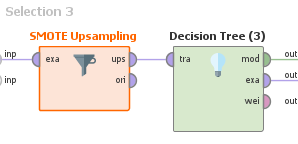 Selection 3
SMOTE Upsampling
Decision Tree (3)
inp
exa
ups
tra
mod
out
inp
ori
exa
out
wei
out